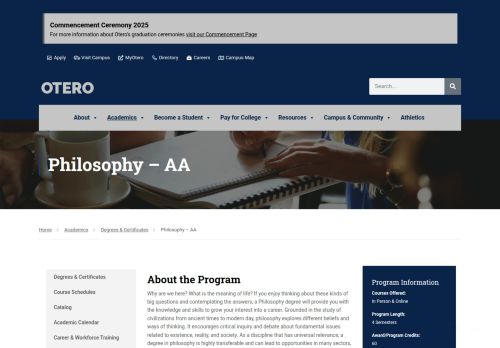 Commencement Ceremony 2025
For more information about Otero's graduation ceremonies visit our Commencement Page
Apply Visit Campus MyOtero Directory Careers Campus Map
OTERO
Search...
About Academics Become a Student Pay for College Resources Campus & Community Athletics
Philosophy – AA
Home Academics Degrees & Certificates Philosophy – AA
Degrees & Certificates
Course Schedules
Catalog
Academic Calendar
Career & Workforce Training
About the Program
Why are we here? What is the meaning of life? If you enjoy thinking about these kinds of
big questions and contemplating the answers, a Philosophy degree will provide you with
the knowledge and skills to grow your interest into a career. Grounded in the study of
civilizations from ancient times to modern day, philosophy explores different beliefs and
ways of thinking. It encourages critical inquiry and debate about fundamental issues
related to existence, reality, and society. As a discipline that has universal relevance, a
degree in philosophy is highly transferable and can lead to opportunities in many sectors,
Program Information
Courses Offered:
In Person & Online
Program Length:
4 Semesters
Award/Program Credits:
60